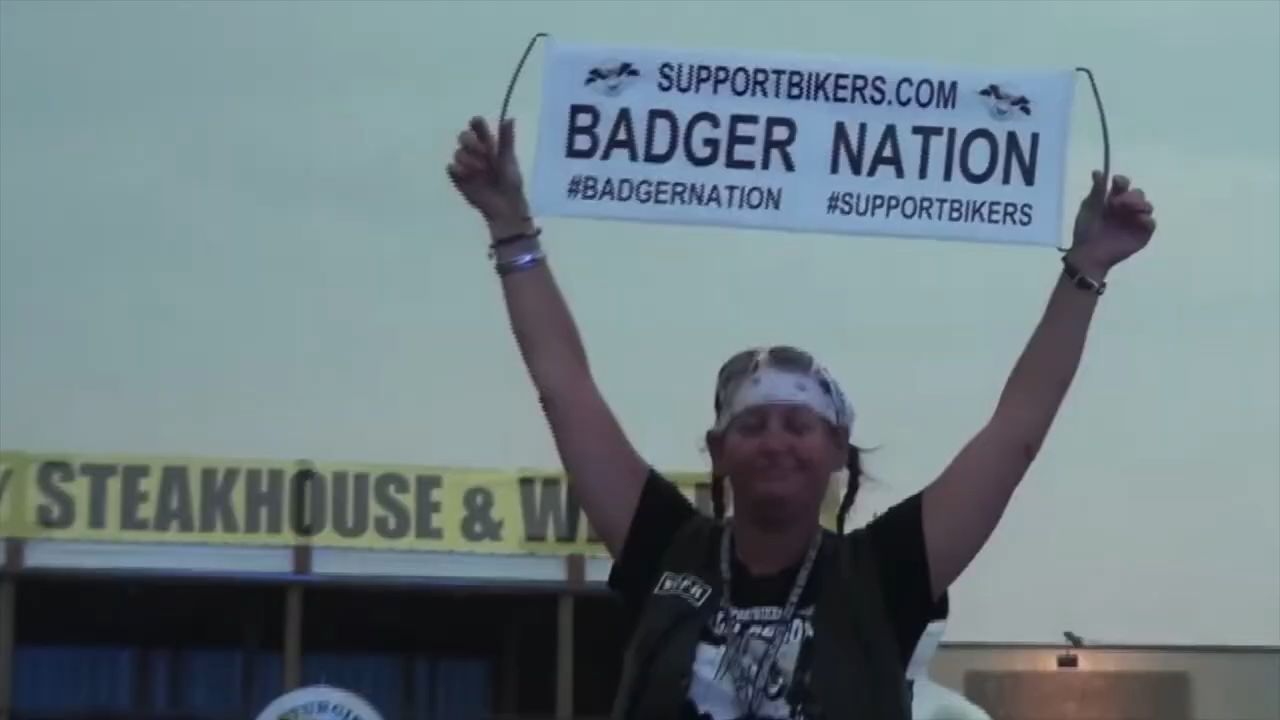 SUPPORTBIKERS.COM
BADGER NATION
#BADGERNATION #SUPPORTBIKERS
STEAKHOUSE &